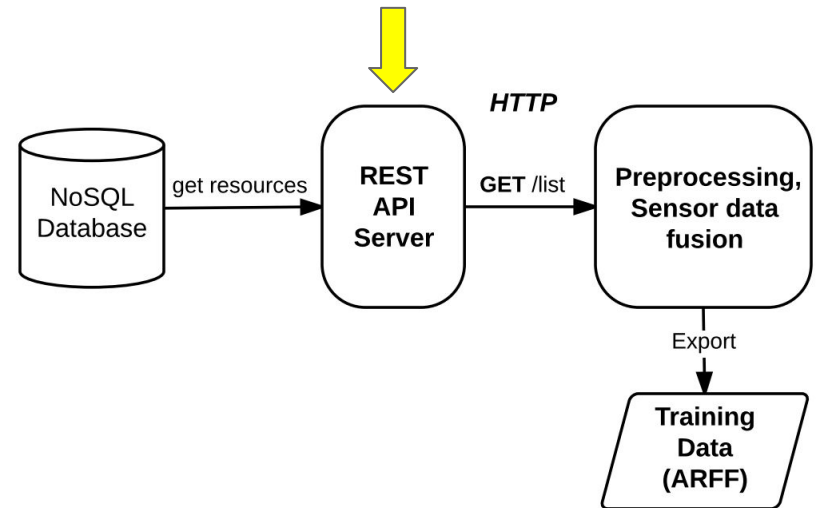 HTTP
NoSQL
Database
get resources
REST
API
Server
GET /list
Preprocessing,
Sensor data
fusion
Export
Training
Data
(ARFF)